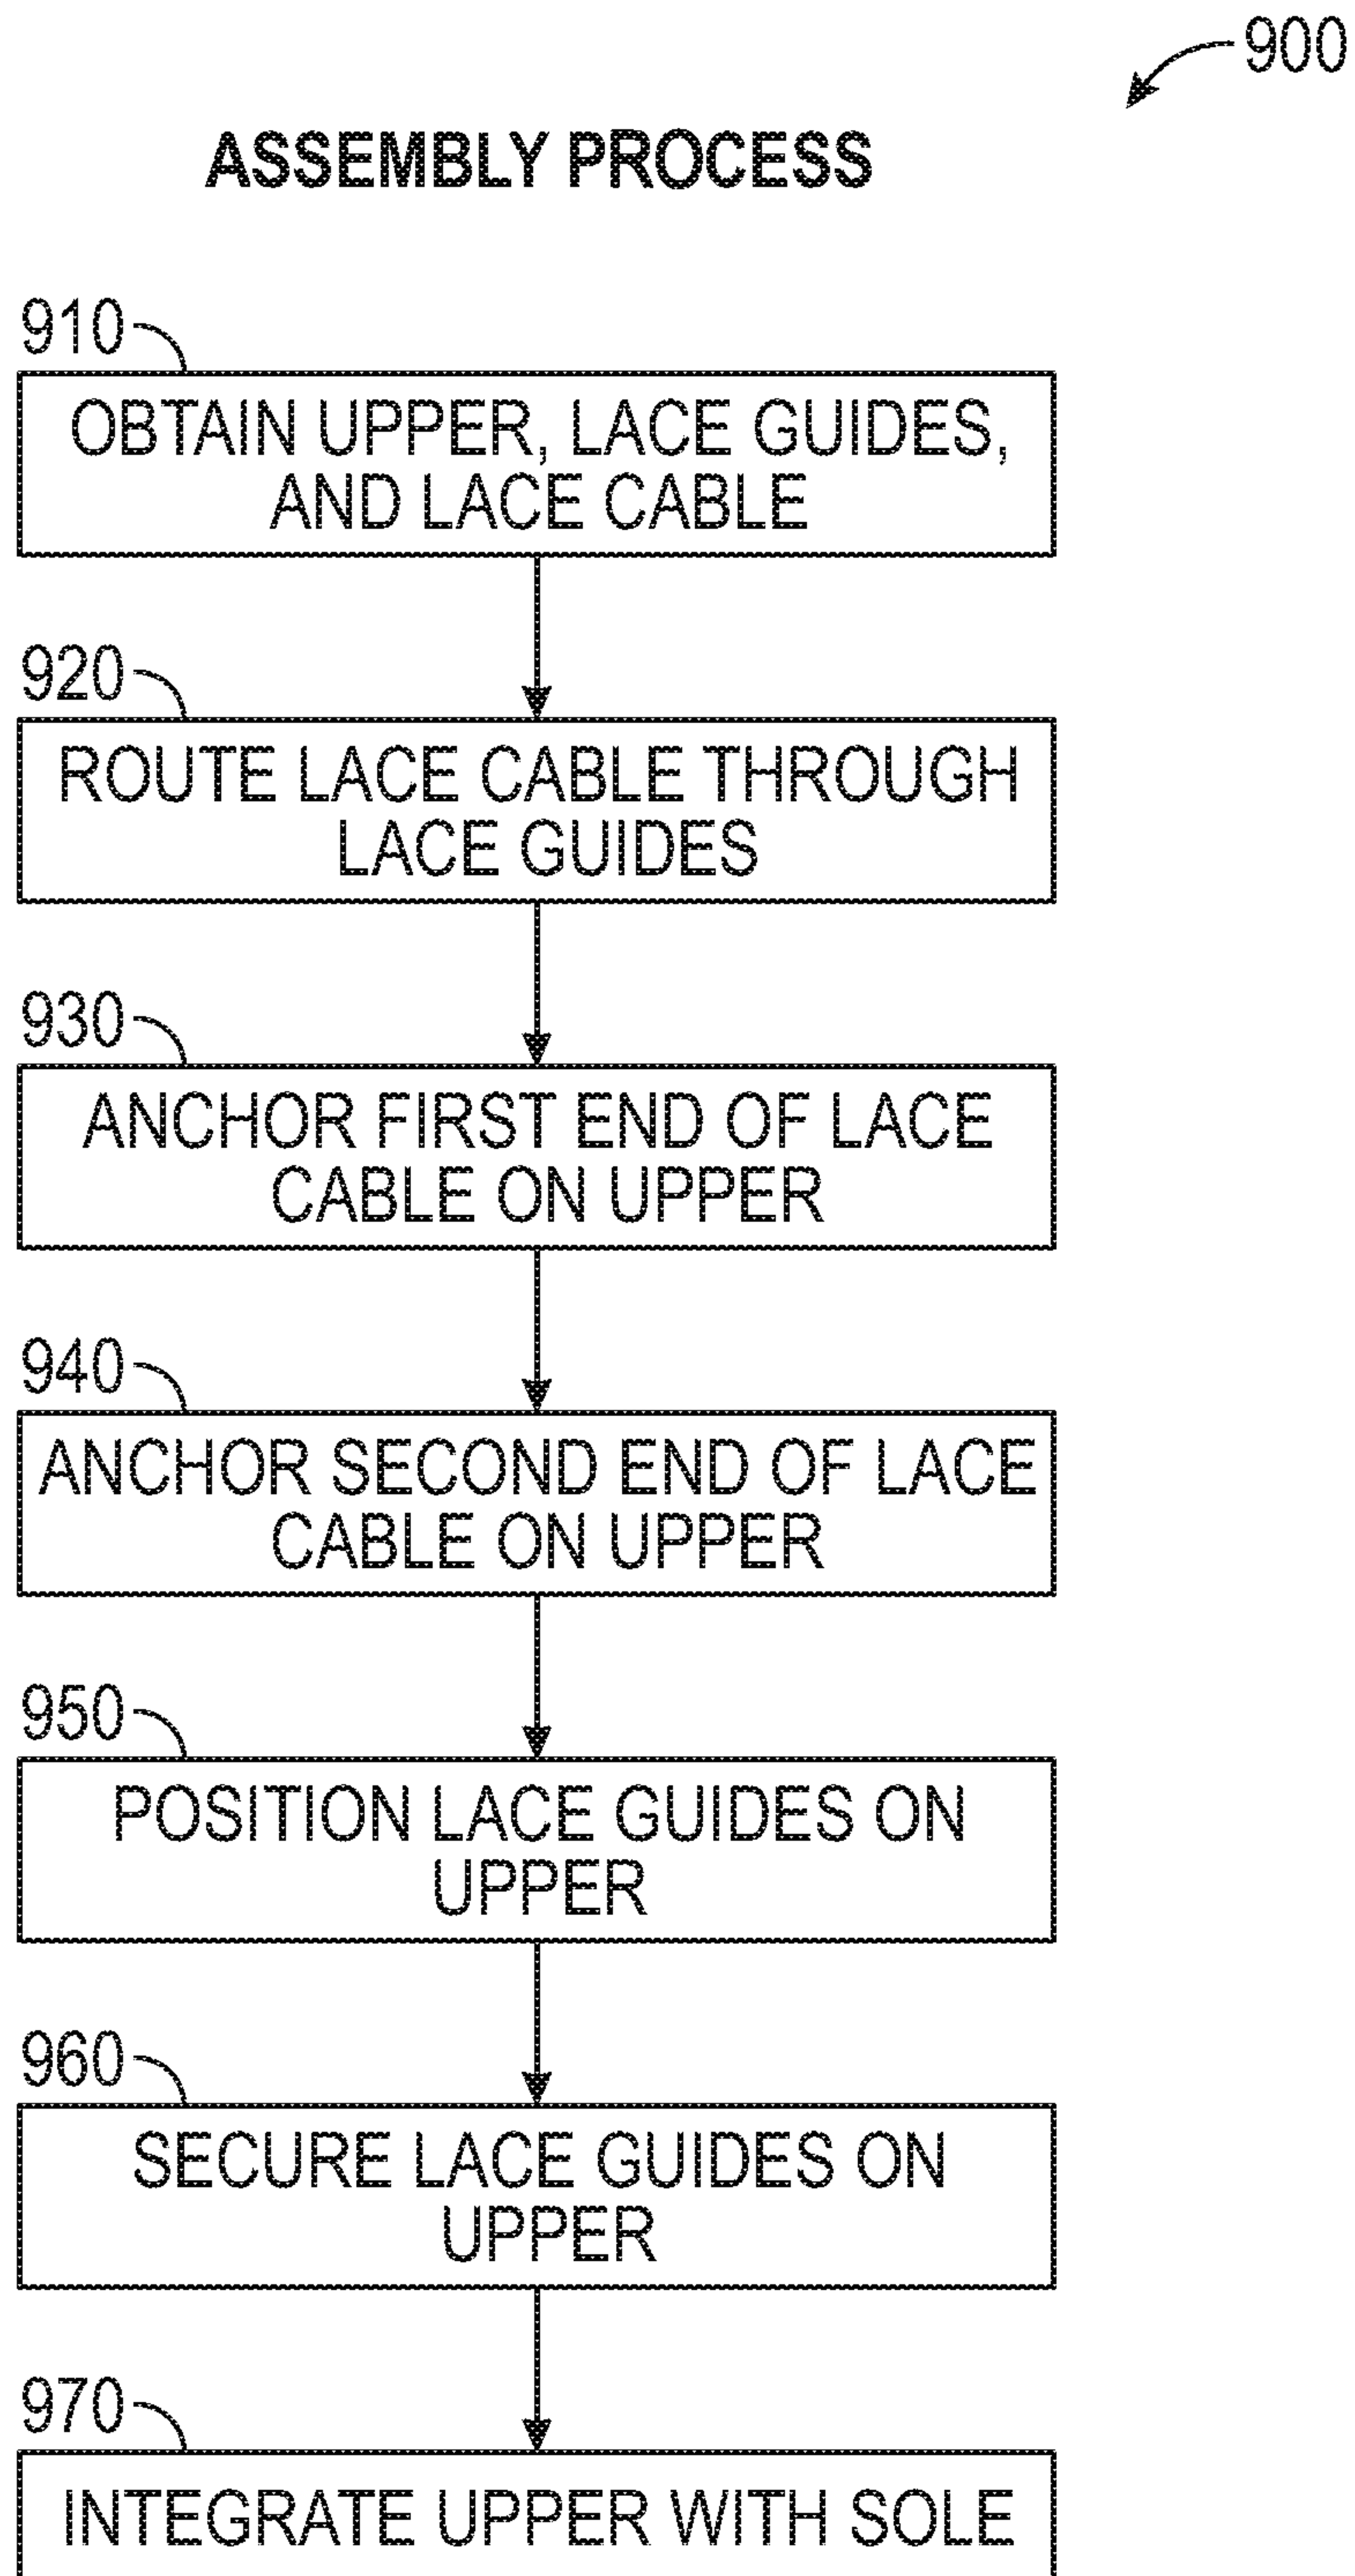 900
ASSEMBLY PROCESS
910
OBTAIN UPPER, LACE GUIDES,
AND LACE CABLE
920
ROUTE LACE CABLE THROUGH
LACE GUIDES
930
ANCHOR FIRST END OF LACE
CABLE ON UPPER
940
ANCHOR SECOND END OF LACE
CABLE ON UPPER
950
POSITION LACE GUIDES ON
UPPER
960
SECURE LACE GUIDES ON
UPPER
970
INTEGRATE UPPER WITH SOLE